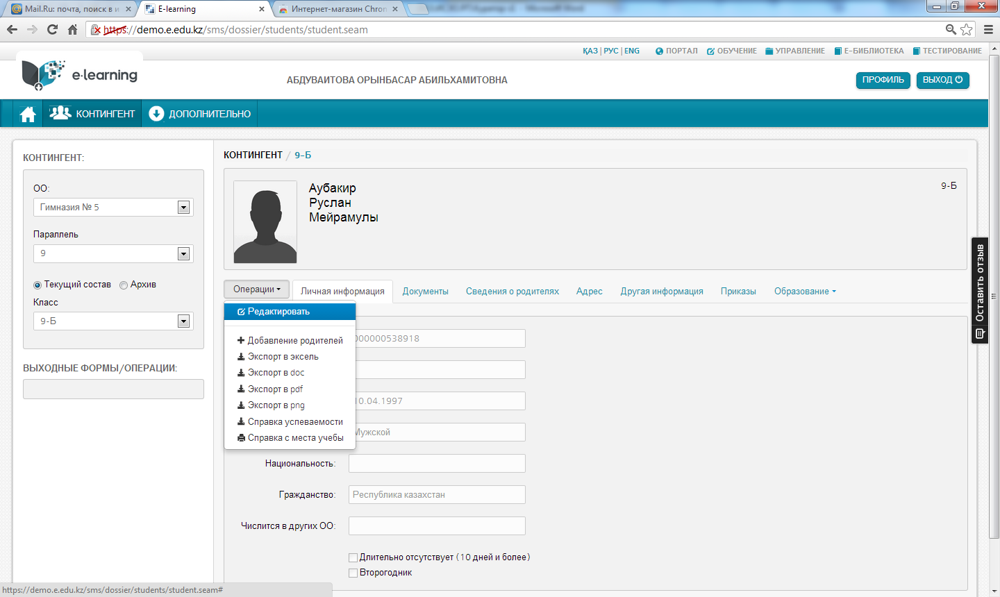 Mail.Ru: почта, поиск в и
E-learning
Интернет-магазин Chron
Microsoft Word
https://demo.e.edu.kz/sms/dossier/students/student.seam
ҚАЗ | РУС | ENG
ПОРТАЛ
ОБУЧЕНИЕ
УПРАВЛЕНИЕ
Е-БИБЛИОТЕКА
ТЕСТИРОВАНИЕ
e-learning
АБДУВАИТОВА ОРЫНБАСАР АБИЛЬХАМИТОВНА
ПРОФИЛЬ
ВЫХОД
КОНТИНГЕНТ
ДОПОЛНИТЕЛЬНО
КОНТИНГЕНТ:
ОО:
Гимназия № 5
Параллель
9
Текущий состав
Архив
Класс
9-Б
ВЫХОДНЫЕ ФОРМЫ/ОПЕРАЦИИ:
КОНТИНГЕНТ / 9-Б
Аубакир
Руслан
Мейрамулы
9-Б
Операции
Личная информация
Документы
Сведения о родителях
Адрес
Другая информация
Приказы
Образование
Редактировать
Добавление родителей
Экспорт в эксель
Экспорт в doc
Экспорт в pdf
Экспорт в png
Справка успеваемости
Справка с места учебы
000000538918
10.04.1997
Мужской
Национальность:
Гражданство:
Республика казахстан
Числится в других ОО:
Длительно отсутствует (10 дней и более)
Второгодник
Оставить отзыв
https://demo.e.edu.kz/sms/dossier/students/student.seam#